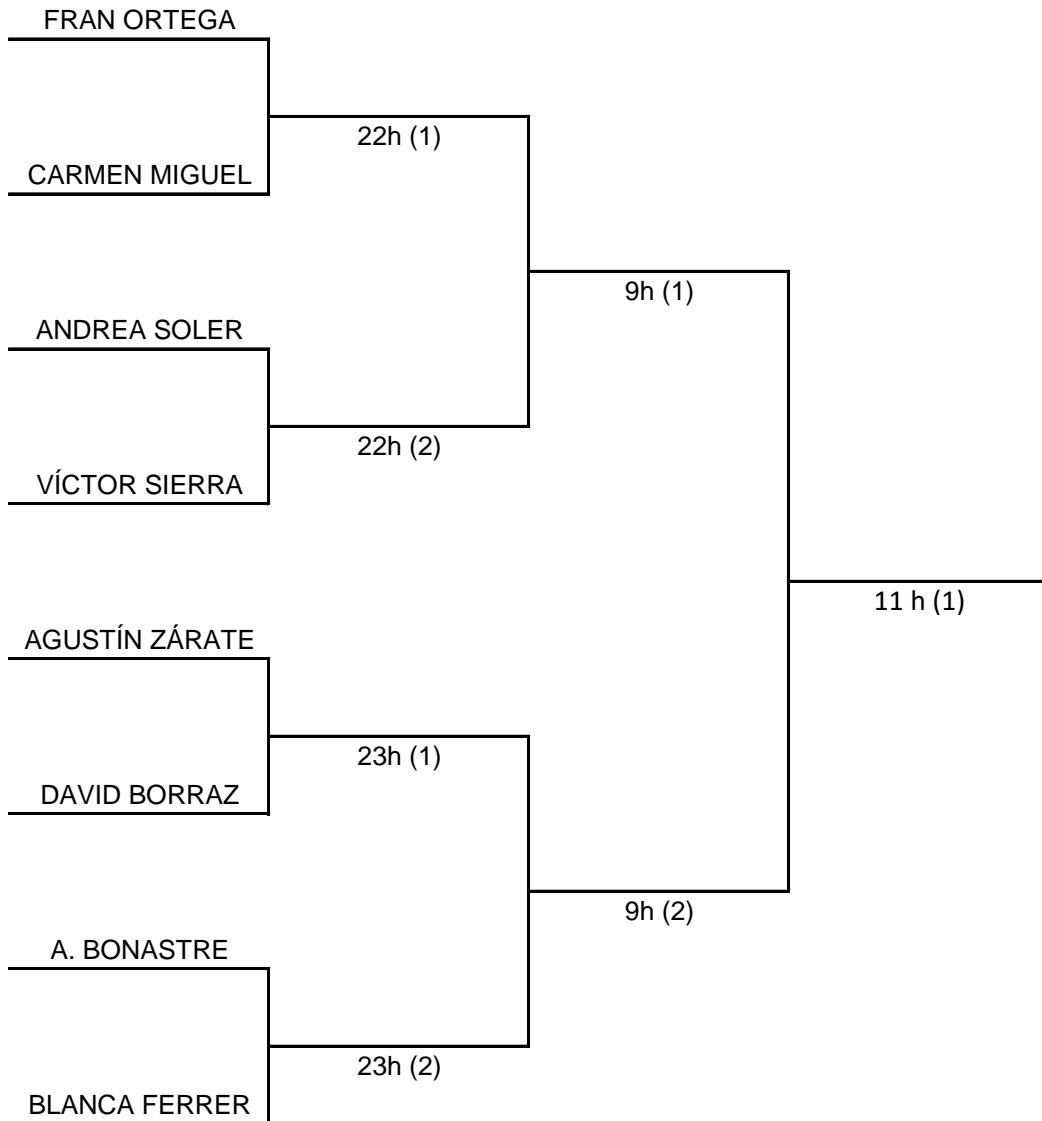 FRAN ORTEGA
22h (1)
CARMEN MIGUEL
9h (1)
ANDREA SOLER
22h (2)
VÍCTOR SIERRA
11 h (1)
AGUSTÍN ZÁRATE
23h (1)
DAVID BORRAZ
9h (2)
A. BONASTRE
23h (2)
BLANCA FERRER